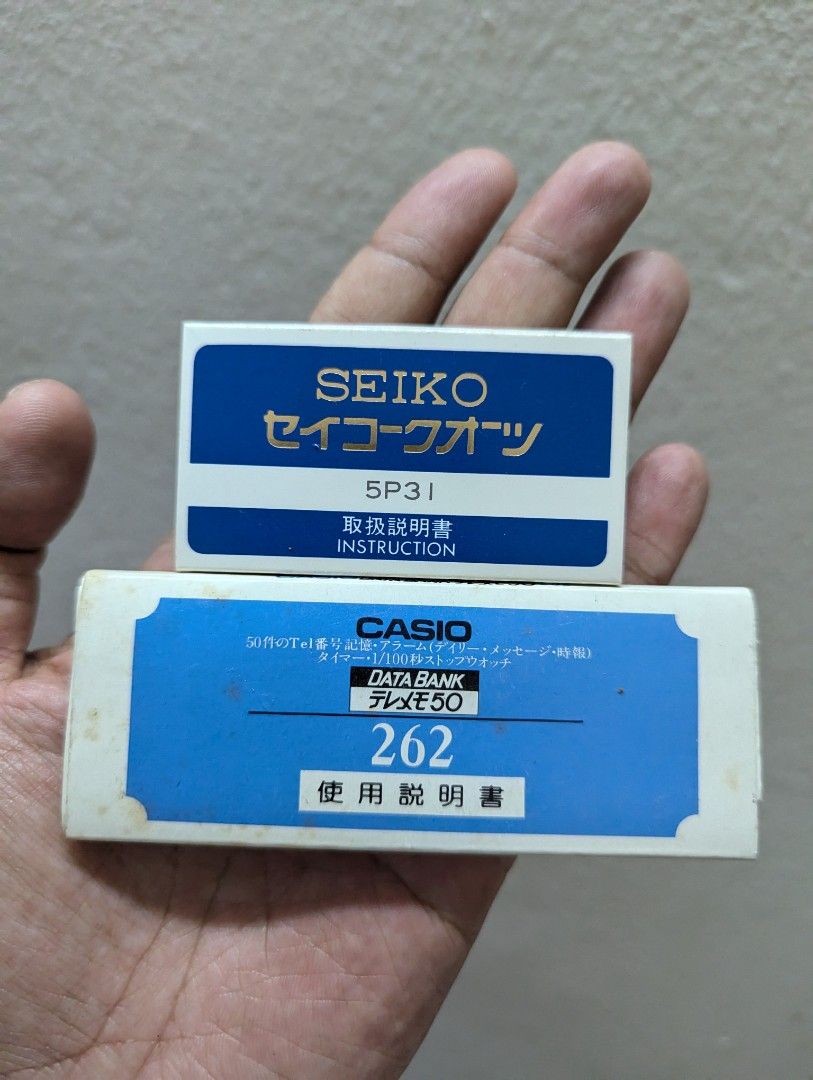 SEIKO
セイコークオーツ
5P31
取扱説明書
INSTRUCTION
CASIO
50件のTel番号記憶・アラーム(デイリー・メッセージ・時報)
タイマー・1/100秒ストップウオッチ
DATA BANK
テレメモ50
262
使用説明書